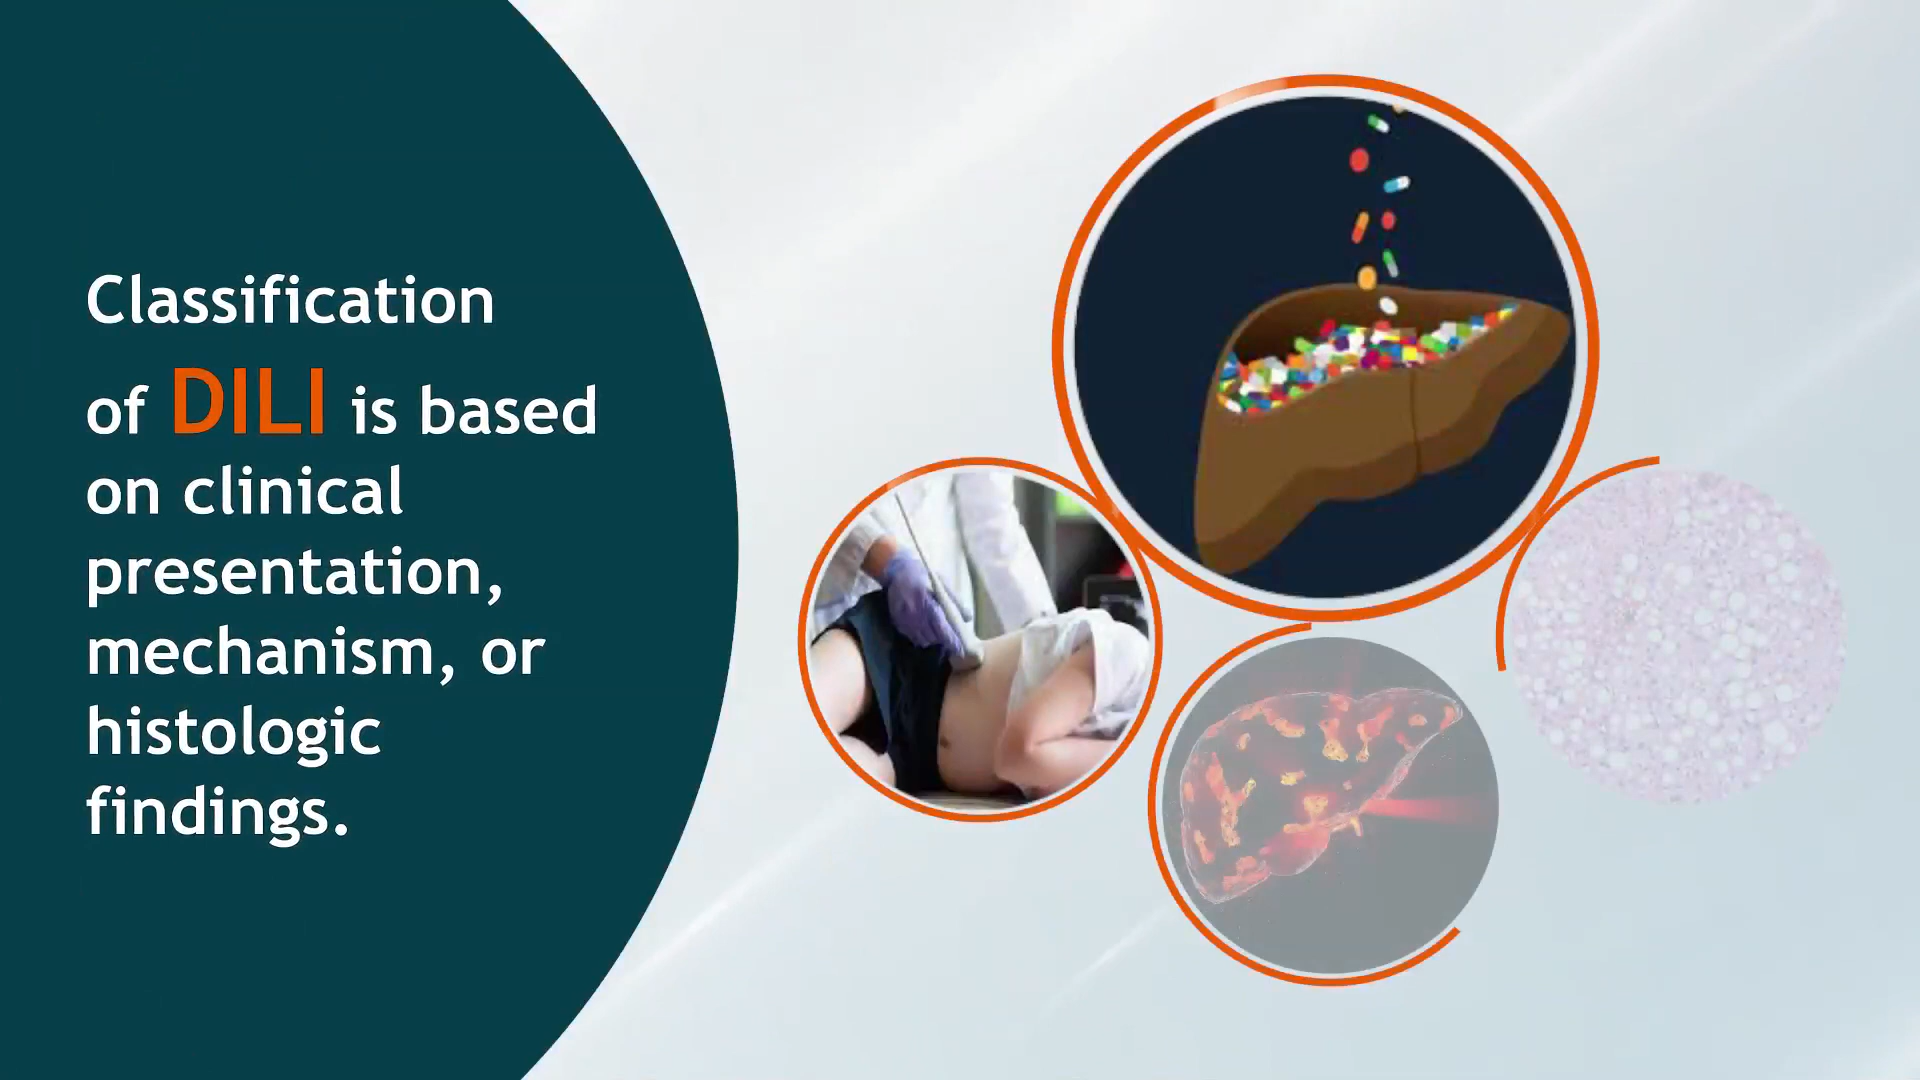 Classification
of DILI is based
on clinical
presentation,
mechanism, or
histologic
findings.